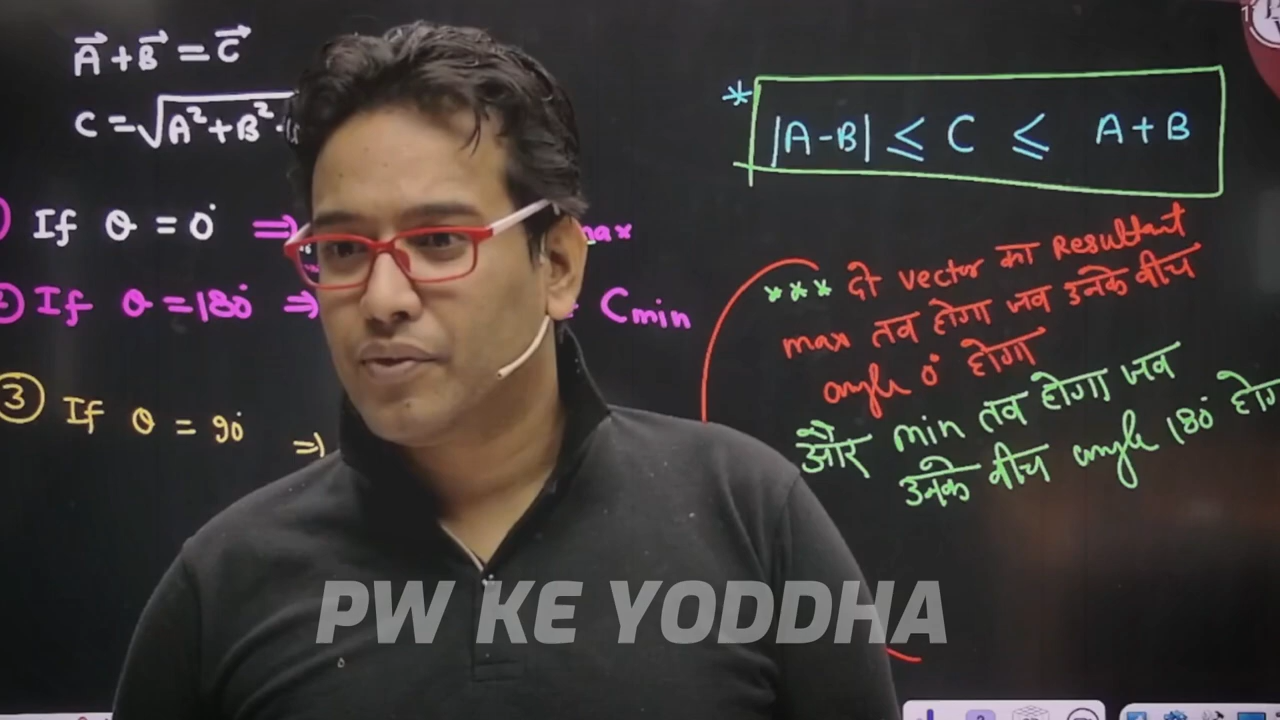 A⃗ + B⃗ = C⃗
C = √A² + B²
|A - B| ≤ C ≤ A + B
If θ = 0° ⇒ max
If θ = 180° ⇒ = Cmin
③ If θ = 90° ⇒
*** दो vector का Resultant
max तब होगा जब उनके बीच
angle 0° होगा
और min तब होगा जब
उनके बीच angle 180°
PW KE YODDHA